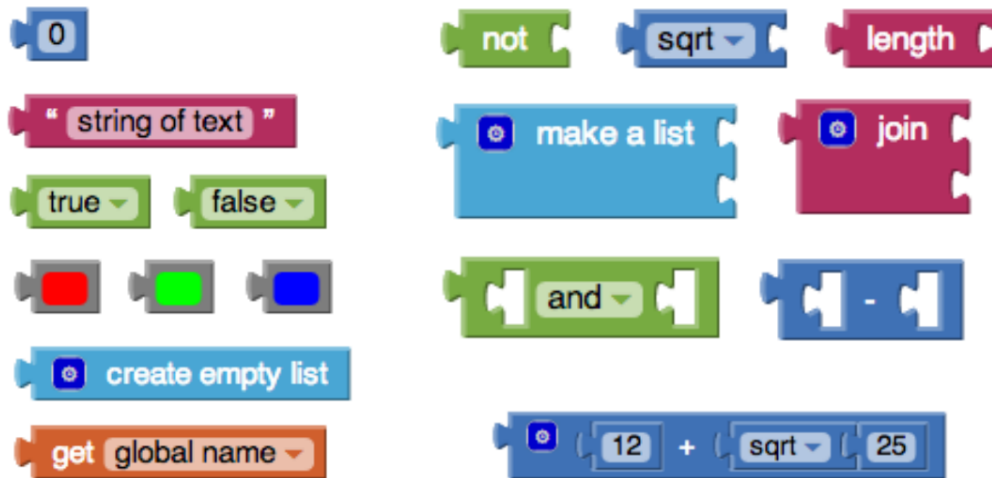 0
not
sqrt
length
“ string of text ”
make a list
join
true
false
and
-
create empty list
get global name
12 + sqrt 25